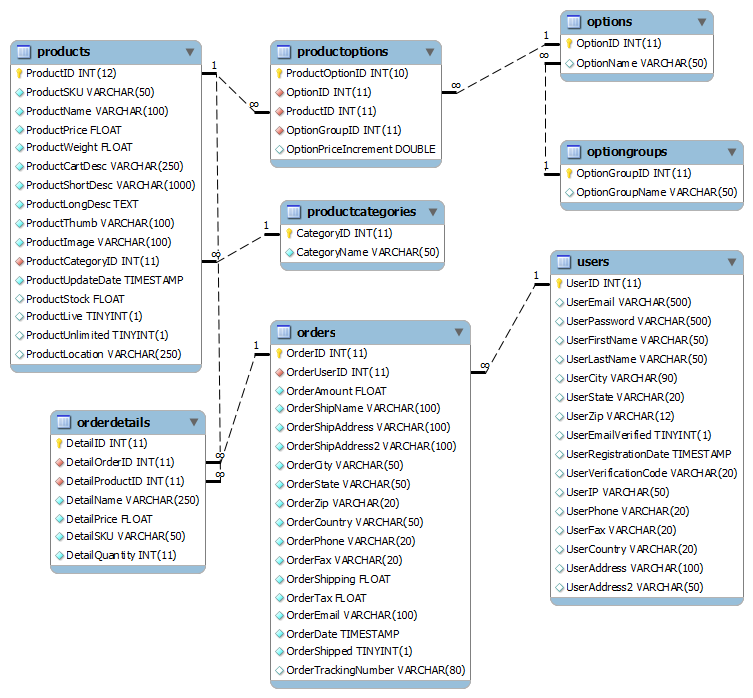 products
ProductID INT(12)
ProductSKU VARCHAR(50)
ProductName VARCHAR(100)
ProductPrice FLOAT
ProductWeight FLOAT
ProductCartDesc VARCHAR(250)
ProductShortDesc VARCHAR(1000)
ProductLongDesc TEXT
ProductThumb VARCHAR(100)
ProductImage VARCHAR(100)
ProductCategoryID INT(11)
ProductUpdateDate TIMESTAMP
ProductStock FLOAT
ProductLive TINYINT(1)
ProductUnlimited TINYINT(1)
ProductLocation VARCHAR(250)
1
∞
∞
productoptions
ProductOptionID INT(10)
OptionID INT(11)
ProductID INT(11)
OptionGroupID INT(11)
OptionPriceIncrement DOUBLE
∞
1
options
OptionID INT(11)
OptionName VARCHAR(50)
∞
1
optiongroups
OptionGroupID INT(11)
OptionGroupName VARCHAR(50)
1
productcategories
CategoryID INT(11)
CategoryName VARCHAR(50)
orderdetails
DetailID INT(11)
DetailOrderID INT(11)
DetailProductID INT(11)
DetailName VARCHAR(250)
DetailPrice FLOAT
DetailSKU VARCHAR(50)
DetailQuantity INT(11)
∞
∞
1
orders
OrderID INT(11)
OrderUserID INT(11)
OrderAmount FLOAT
OrderShipName VARCHAR(100)
OrderShipAddress VARCHAR(100)
OrderShipAddress2 VARCHAR(100)
OrderCity VARCHAR(50)
OrderState VARCHAR(50)
OrderZip VARCHAR(20)
OrderCountry VARCHAR(50)
OrderPhone VARCHAR(20)
OrderFax VARCHAR(20)
OrderShipping FLOAT
OrderTax FLOAT
OrderEmail VARCHAR(100)
OrderDate TIMESTAMP
OrderShipped TINYINT(1)
OrderTrackingNumber VARCHAR(80)
∞
1
users
UserID INT(11)
UserEmail VARCHAR(500)
UserPassword VARCHAR(500)
UserFirstName VARCHAR(50)
UserLastName VARCHAR(50)
UserCity VARCHAR(90)
UserState VARCHAR(20)
UserZip VARCHAR(12)
UserEmailVerified TINYINT(1)
UserRegistrationDate TIMESTAMP
UserVerificationCode VARCHAR(20)
UserIP VARCHAR(50)
UserPhone VARCHAR(20)
UserFax VARCHAR(20)
UserCountry VARCHAR(20)
UserAddress VARCHAR(100)
UserAddress2 VARCHAR(50)